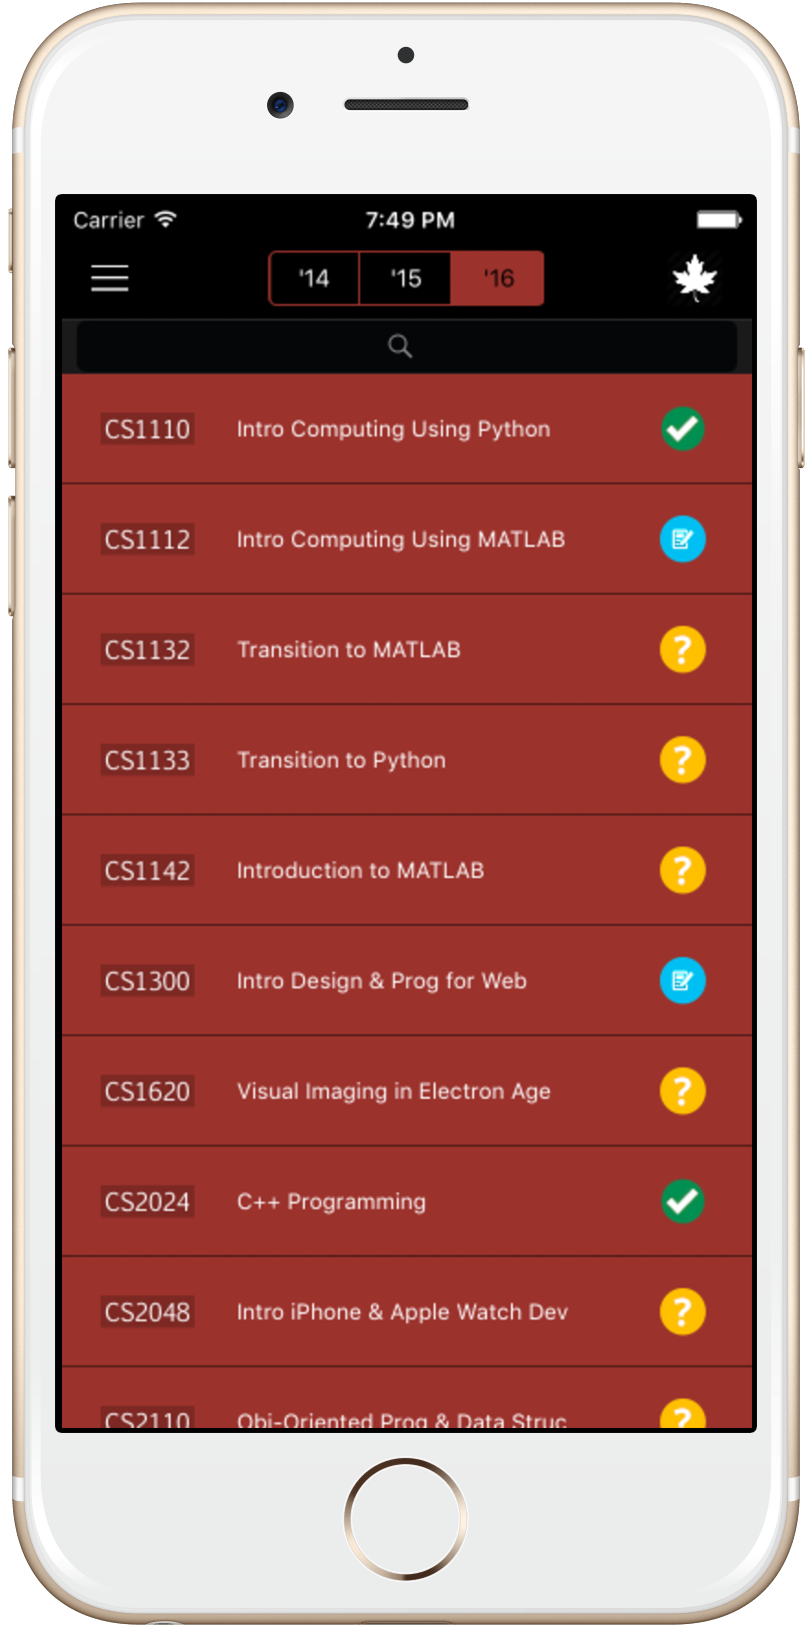 Carrier 7:49 PM
'14 '15 '16
CS1110 Intro Computing Using Python
CS1112 Intro Computing Using MATLAB
CS1132 Transition to MATLAB
CS1133 Transition to Python
CS1142 Introduction to MATLAB
CS1300 Intro Design & Prog for Web
CS1620 Visual Imaging in Electron Age
CS2024 C++ Programming
CS2048 Intro iPhone & Apple Watch Dev
CS2110 Obj-Oriented Prog & Data Struc